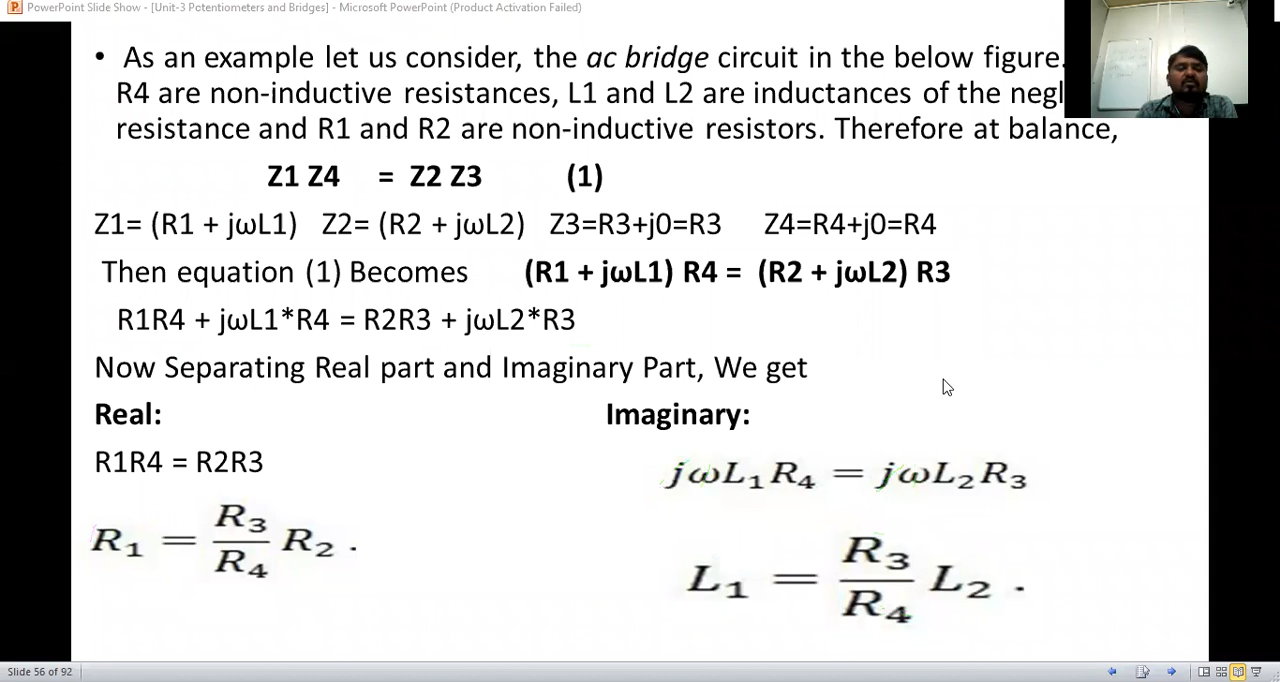 PowerPoint Slide Show - [Unit-3 Potentiometers and Bridges] - Microsoft PowerPoint (Product Activation Failed)
• As an example let us consider, the ac bridge circuit in the below figure.
R4 are non-inductive resistances, L1 and L2 are inductances of the negl
resistance and R1 and R2 are non-inductive resistors. Therefore at balance,
Z1 Z4 = Z2 Z3 (1)
Z1= (R1 + jωL1) Z2= (R2 + jωL2) Z3=R3+j0=R3 Z4=R4+j0=R4
Then equation (1) Becomes (R1 + jωL1) R4 = (R2 + jωL2) R3
R1R4 + jωL1*R4 = R2R3 + jωL2*R3
Now Separating Real part and Imaginary Part, We get
Real: Imaginary:
R1R4 = R2R3
jωL₁R₄ = jωL₂R₃
R₁ = R₃/R₄ R₂ .
L₁ = R₃/R₄ L₂ .
Slide 56 of 92